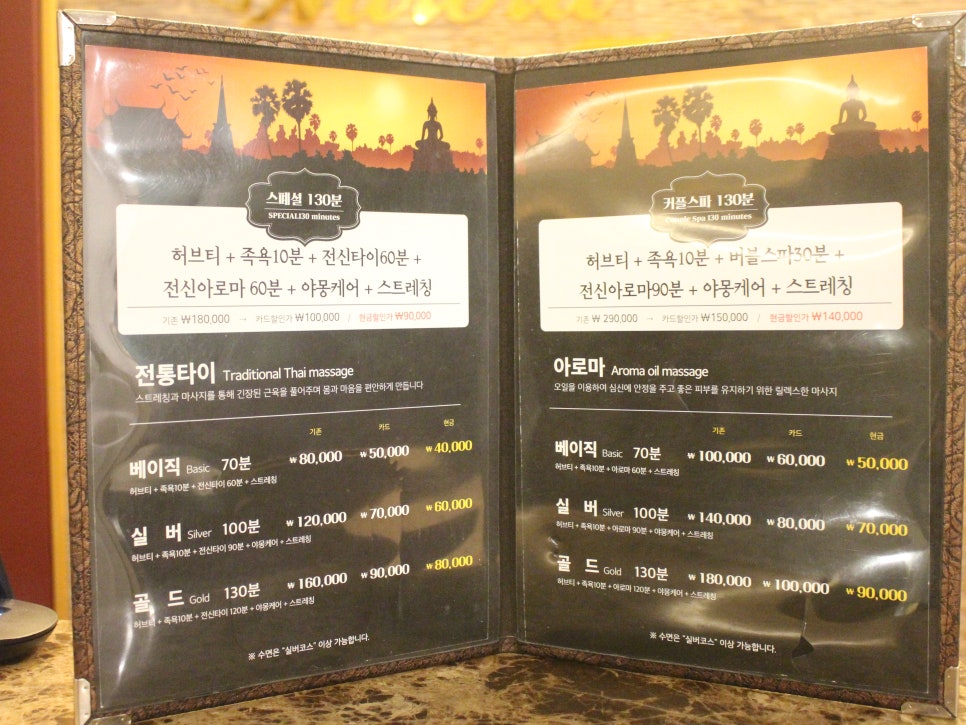 스페셜 130분
SPECIAL130 minutes
허브티 + 족욕10분 + 전신타이60분 +
전신아로마 60분 + 야몽케어 + 스트레칭
기존 ₩180,000 → 카드할인가 ₩100,000 / 현금할인가 ₩90,000
전통타이 Traditional Thai massage
스트레칭과 마사지를 통해 긴장된 근육을 풀어주며 몸과 마음을 편안하게 만듭니다
기존 카드 현금
베이직 Basic 70분 ₩ 80,000 ₩ 50,000 ₩ 40,000
허브티 + 족욕10분 + 전신타이 60분 + 스트레칭
실 버 Silver 100분 ₩ 120,000 ₩ 70,000 ₩ 60,000
허브티 + 족욕10분 + 전신타이 90분 + 야몽케어 + 스트레칭
골 드 Gold 130분 ₩ 160,000 ₩ 90,000 ₩ 80,000
허브티 + 족욕10분 + 전신타이 120분 + 야몽케어 + 스트레칭
※ 수면은 "실버코스" 이상 가능합니다.
커플스파 130분
Couple Spa 130 minutes
허브티 + 족욕10분 + 버블스파30분 +
전신아로마90분 + 야몽케어 + 스트레칭
기존 ₩ 290,000 → 카드할인가 ₩150,000 / 현금할인가 ₩140,000
아로마 Aroma oil massage
오일을 이용하여 심신에 안정을 주고 좋은 피부를 유지하기 위한 릴렉스한 마사지
기존 카드 현금
베이직 Basic 70분 ₩ 100,000 ₩ 60,000 ₩ 50,000
허브티 + 족욕10분 + 아로마 60분 + 스트레칭
실 버 Silver 100분 ₩ 140,000 ₩ 80,000 ₩ 70,000
허브티 + 족욕10분 + 아로마 90분 + 야몽케어 + 스트레칭
골 드 Gold 130분 ₩ 180,000 ₩ 100,000 ₩ 90,000
허브티 + 족욕10분 + 아로마 120분 + 야몽케어 + 스트레칭
※ 수면은 "실버코스" 이상 가능합니다.